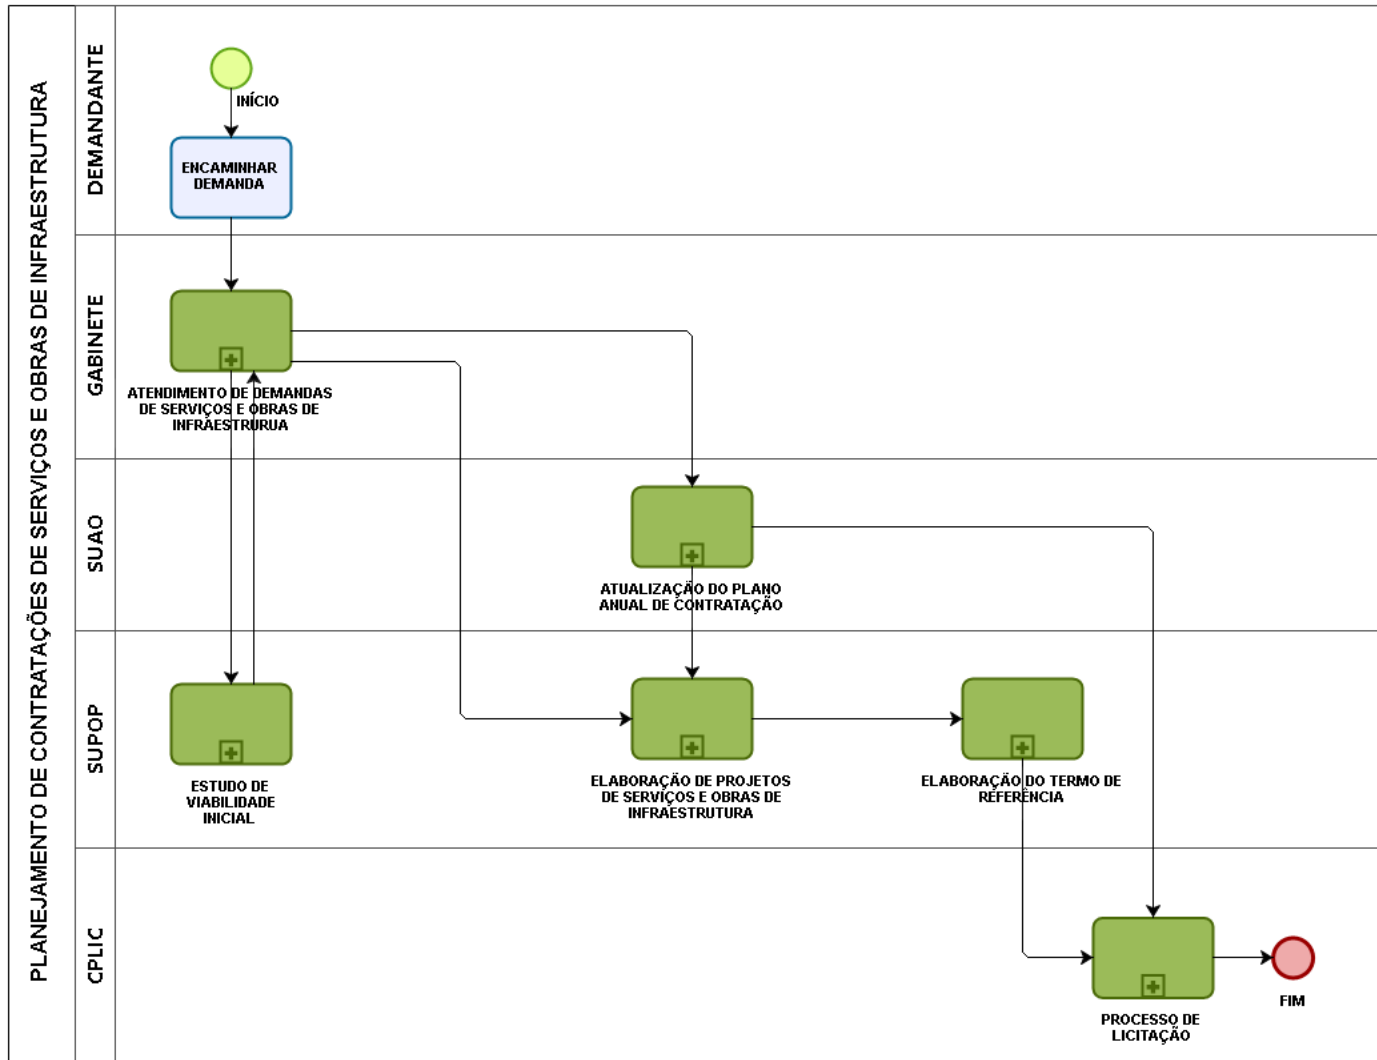 PLANEJAMENTO DE CONTRATAÇÕES DE SERVIÇOS E OBRAS DE INFRAESTRUTURA
DEMANDANTE
INÍCIO
ENCAMINHAR
DEMANDA
GABINETE
ATENDIMENTO DE DEMANDAS
DE SERVIÇOS E OBRAS DE
INFRAESTRURUA
SUAO
ATUALIZAÇÃO DO PLANO
ANUAL DE CONTRATAÇÃO
SUPOP
ESTUDO DE
VIABILIDADE
INICIAL
ELABORAÇÃO DE PROJETOS
DE SERVIÇOS E OBRAS DE
INFRAESTRUTURA
ELABORAÇÃO DO TERMO DE
REFERÊNCIA
CPLIC
PROCESSO DE
LICITAÇÃO
FIM